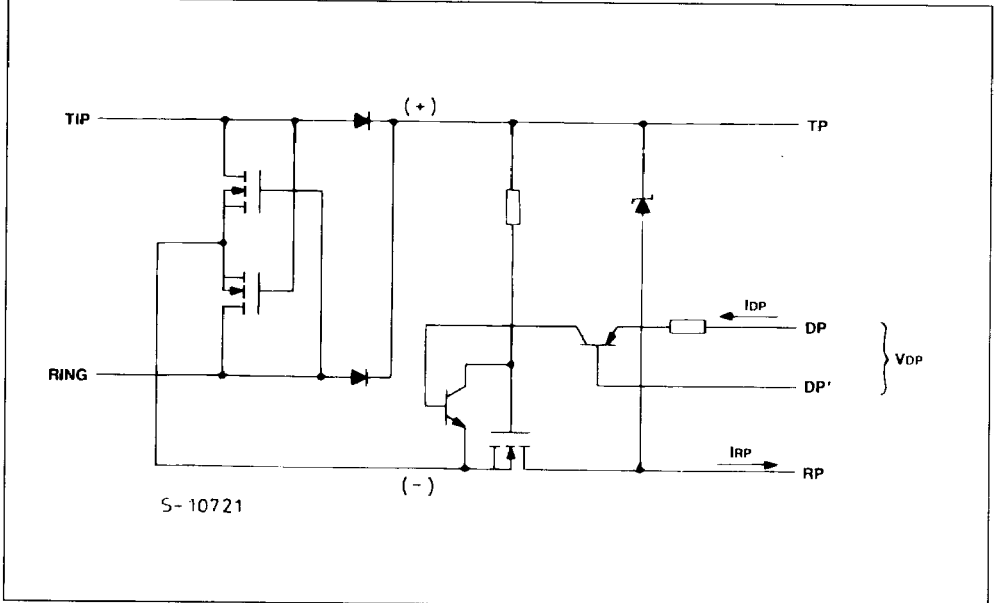 TIP
(+)
TP
IDP
DP
VDP
DP'
RING
IRP
RP
(-)
S-10721